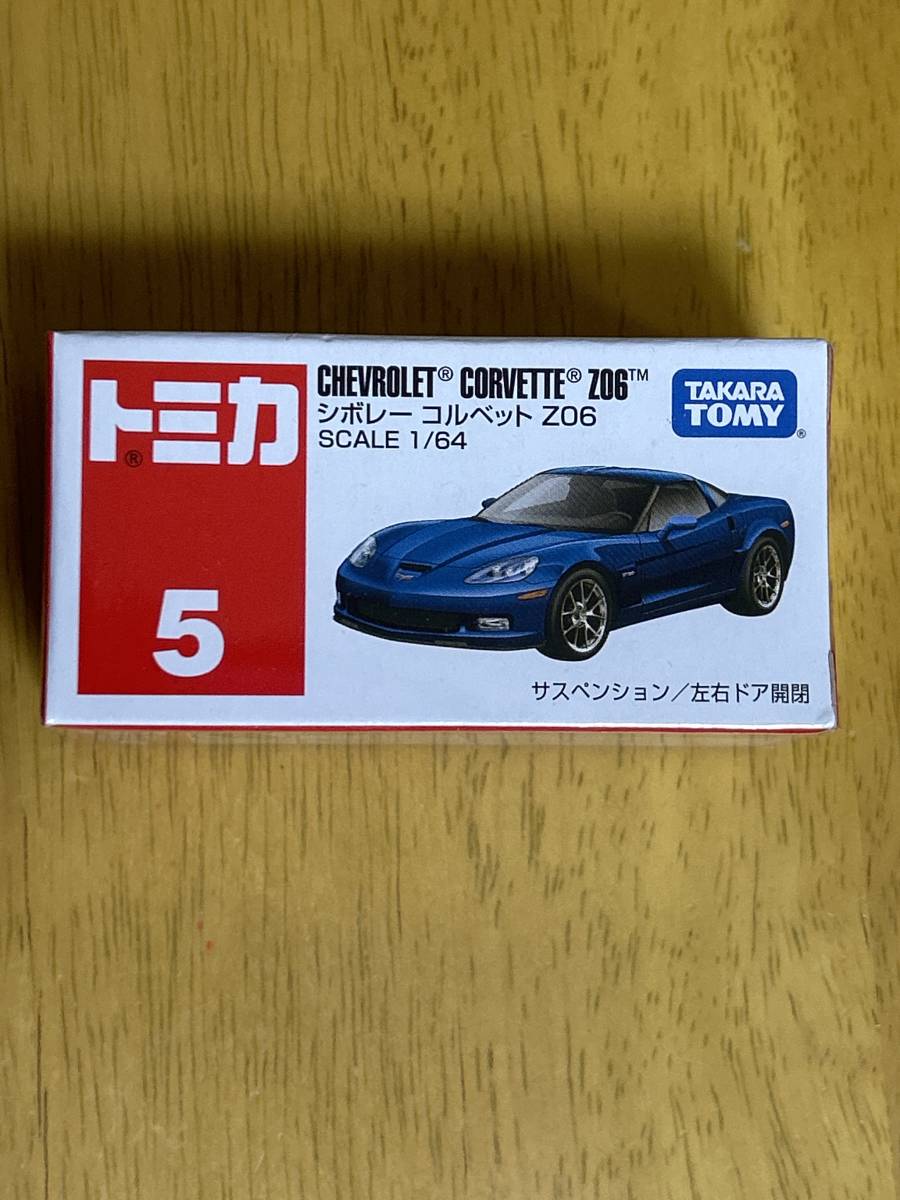 トミカ®
5
CHEVROLET® CORVETTE® Z06™
シボレー コルベット Z06
SCALE 1/64
TAKARA
TOMY®
サスペンション/左右ドア開閉